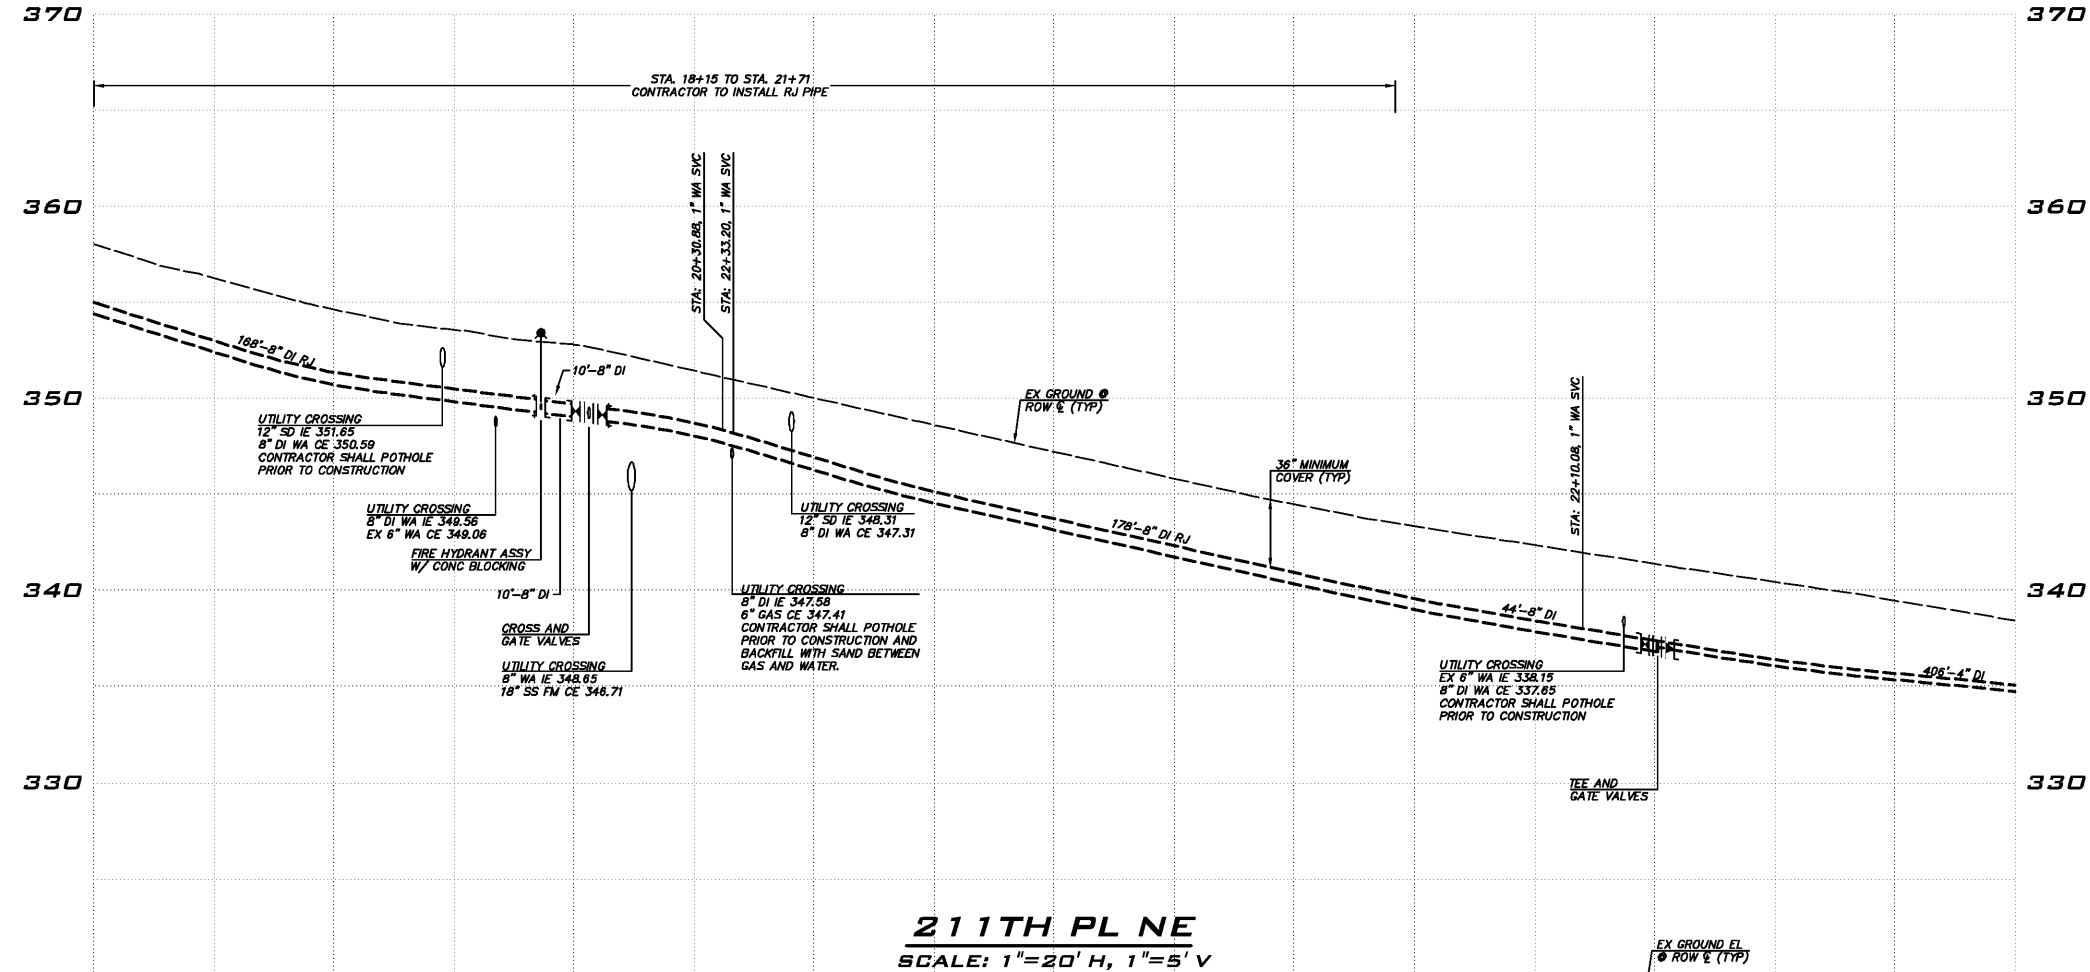 370
370
STA. 18+15 TO STA. 21+71
CONTRACTOR TO INSTALL RJ PIPE
STA: 20+30.88, 1" WA SVC
STA: 22+33.20, 1" WA SVC
360
360
168'-8" DI RJ
10'-8" DI
EX GROUND @
ROW ℄ (TYP)
350
350
UTILITY CROSSING
12" SD IE 351.65
8" DI WA CE 350.59
CONTRACTOR SHALL POTHOLE
PRIOR TO CONSTRUCTION
STA: 22+10.08, 1" WA SVC
36" MINIMUM
COVER (TYP)
UTILITY CROSSING
8" DI WA IE 349.56
EX 6" WA CE 349.06
UTILITY CROSSING
12" SD IE 348.31
8" DI WA CE 347.31
178'-8" DI RJ
FIRE HYDRANT ASSY
W/ CONC BLOCKING
340
340
10'-8" DI
UTILITY CROSSING
8" DI IE 347.58
6" GAS CE 347.41
CONTRACTOR SHALL POTHOLE
PRIOR TO CONSTRUCTION AND
BACKFILL WITH SAND BETWEEN
GAS AND WATER.
44'-8" DI
CROSS AND
GATE VALVES
UTILITY CROSSING
8" WA IE 348.65
18" SS FM CE 346.71
UTILITY CROSSING
EX 6" WA IE 338.15
8" DI WA CE 337.65
CONTRACTOR SHALL POTHOLE
PRIOR TO CONSTRUCTION
406'-4" DI
330
330
TEE AND
GATE VALVES
211TH PL NE
SCALE: 1"=20' H, 1"=5' V
EX GROUND EL
@ ROW ℄ (TYP)